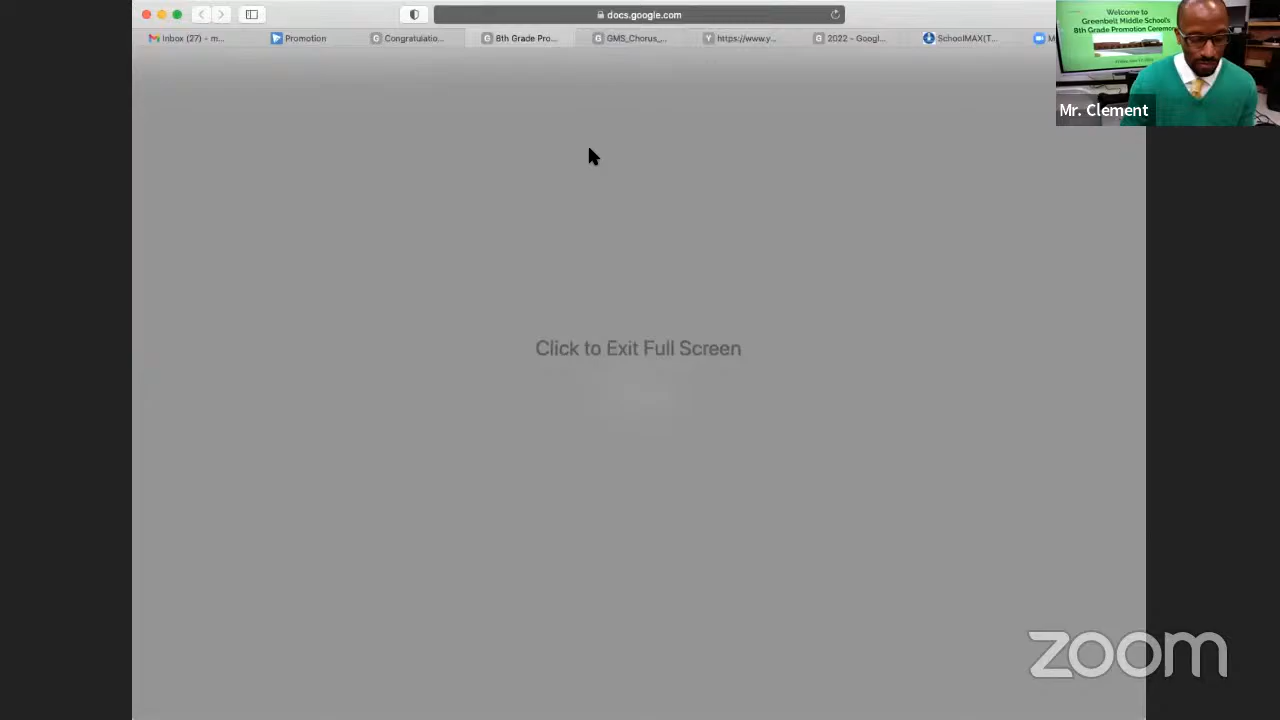 docs.google.com
Inbox (27) – m...
Promotion
Congratulatio...
8th Grade Pro...
GMS_Chorus_...
https://www.y...
2022 - Googl...
SchoolMAX(T...
Welcome to
Greenbelt Middle School's
8th Grade Promotion Ceremony
Mr. Clement
Click to Exit Full Screen
zoom